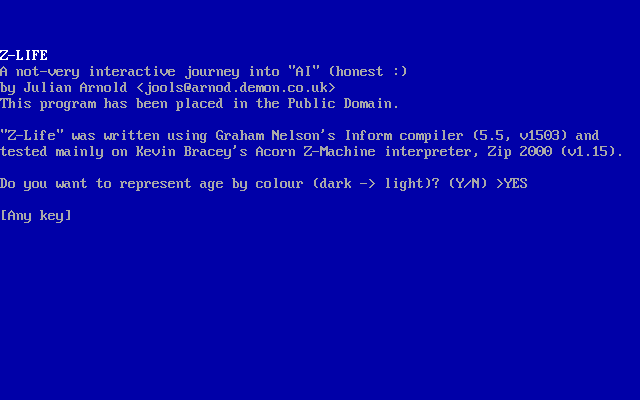 Z-LIFE
A not-very interactive journey into "AI" (honest :)
by Julian Arnold <jools@arnod.demon.co.uk>
This program has been placed in the Public Domain.
"Z-Life" was written using Graham Nelson's Inform compiler (5.5, v1503) and
tested mainly on Kevin Bracey's Acorn Z-Machine interpreter, Zip 2000 (v1.15).
Do you want to represent age by colour (dark -> light)? (Y/N) >YES
[Any key]